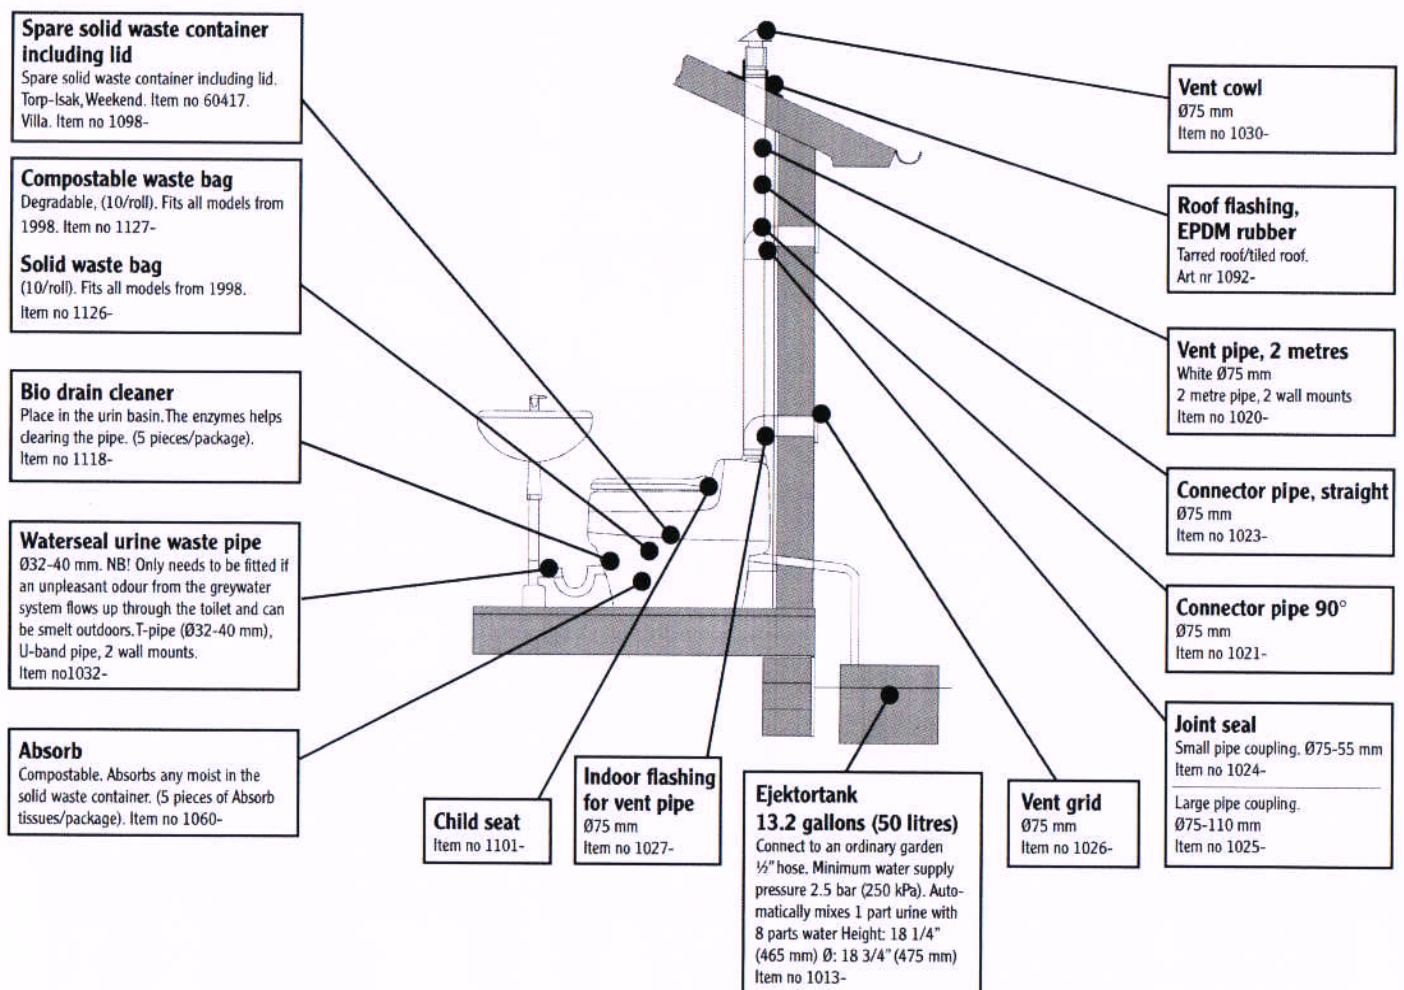 Spare solid waste container
including lid
Spare solid waste container including lid.
Torp-Isak, Weekend. Item no 60417.
Villa. Item no 1098-
Compostable waste bag
Degradable, (10/roll). Fits all models from
1998. Item no 1127-
Solid waste bag
(10/roll). Fits all models from 1998.
Item no 1126-
Bio drain cleaner
Place in the urin basin. The enzymes helps
clearing the pipe. (5 pieces/package).
Item no 1118-
Waterseal urine waste pipe
Ø32-40 mm. NB! Only needs to be fitted if
an unpleasant odour from the greywater
system flows up through the toilet and can
be smelt outdoors. T-pipe (Ø32-40 mm),
U-band pipe, 2 wall mounts.
Item no1032-
Absorb
Compostable. Absorbs any moist in the
solid waste container. (5 pieces of Absorb
tissues/package). Item no 1060-
Child seat
Item no 1101-
Indoor flashing
for vent pipe
Ø75 mm
Item no 1027-
Ejektortank
13.2 gallons (50 litres)
Connect to an ordinary garden
½" hose. Minimum water supply
pressure 2.5 bar (250 kPa). Auto-
matically mixes 1 part urine with
8 parts water Height: 18 1/4"
(465 mm) Ø: 18 3/4" (475 mm)
Item no 1013-
Vent grid
Ø75 mm
Item no 1026-
Vent cowl
Ø75 mm
Item no 1030-
Roof flashing,
EPDM rubber
Tarred roof/tiled roof.
Art nr 1092-
Vent pipe, 2 metres
White Ø75 mm
2 metre pipe, 2 wall mounts
Item no 1020-
Connector pipe, straight
Ø75 mm
Item no 1023-
Connector pipe 90°
Ø75 mm
Item no 1021-
Joint seal
Small pipe coupling. Ø75-55 mm
Item no 1024-
Large pipe coupling.
Ø75-110 mm
Item no 1025-